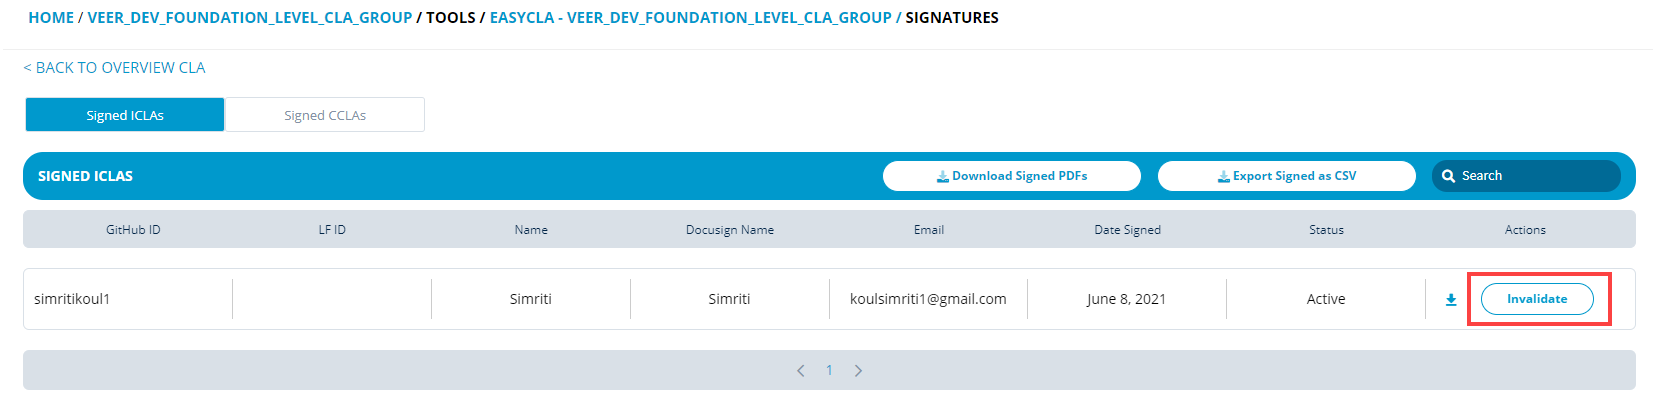 HOME / VEER_DEV_FOUNDATION_LEVEL_CLA_GROUP / TOOLS / EASYCLA - VEER_DEV_FOUNDATION_LEVEL_CLA_GROUP / SIGNATURES
< BACK TO OVERVIEW CLA
Signed ICLAs Signed CCLAs
SIGNED ICLAS Download Signed PDFs Export Signed as CSV Search
GitHub ID LF ID Name Docusign Name Email Date Signed Status Actions
simritikoul1 Simriti Simriti koulsimriti1@gmail.com June 8, 2021 Active Invalidate
1